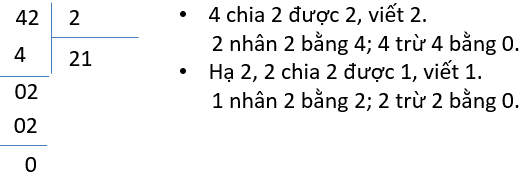 42 2
4 21
02
02
0
• 4 chia 2 được 2, viết 2.
2 nhân 2 bằng 4; 4 trừ 4 bằng 0.
• Hạ 2, 2 chia 2 được 1, viết 1.
1 nhân 2 bằng 2; 2 trừ 2 bằng 0.